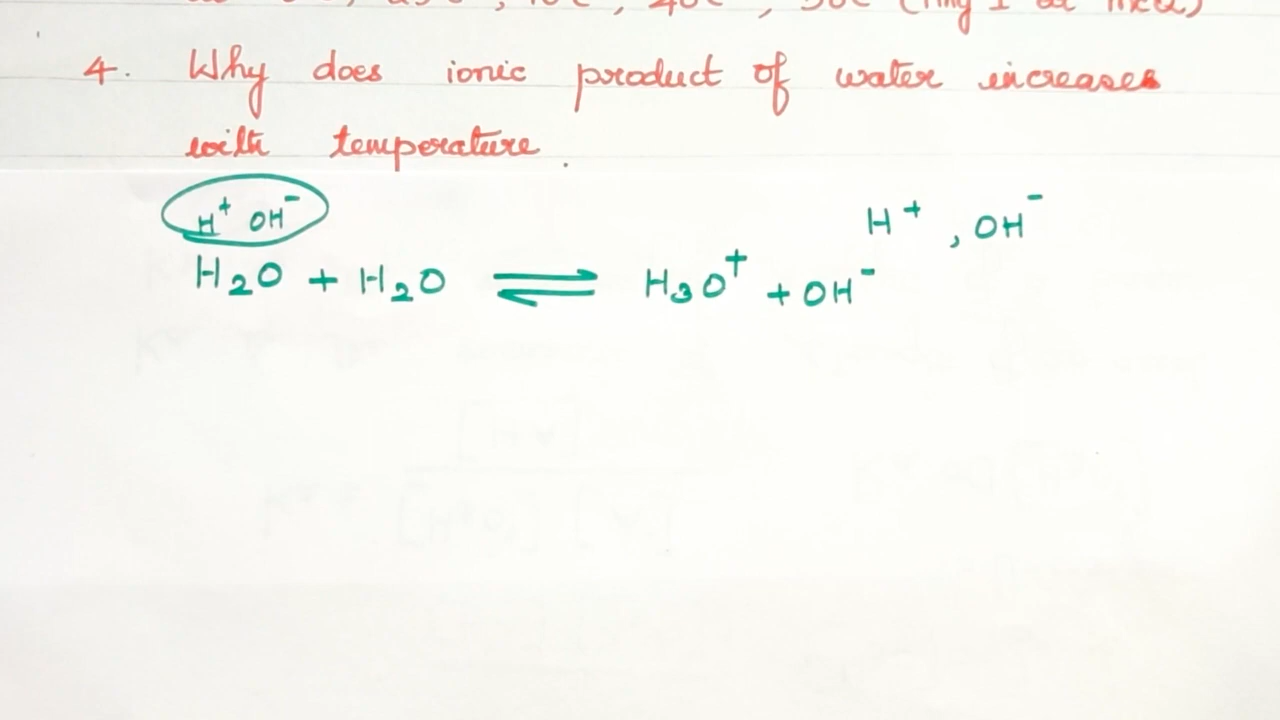 4. Why does ionic product of water increases
with temperature.
H⁺ OH⁻ H⁺, OH⁻
H₂O + H₂O ⇌ H₃O⁺ + OH⁻